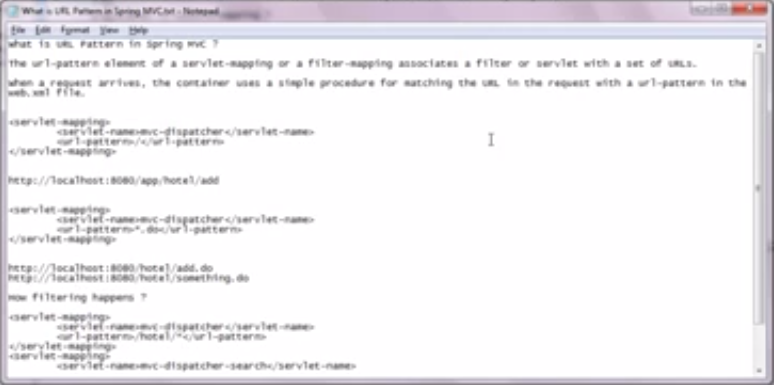 What is URL Pattern in Spring MVC.txt - Notepad
File Edit Format View Help
What is URL Pattern in Spring MVC ?
The url-pattern element of a servlet-mapping or a filter-mapping associates a filter or servlet with a set of URLs.
When a request arrives, the container uses a simple procedure for matching the URL in the request with a url-pattern in the
web.xml file.
<servlet-mapping>
<servlet-name>mvc-dispatcher</servlet-name>
<url-pattern>/</url-pattern>
</servlet-mapping>
http://localhost:8080/app/hotel/add
<servlet-mapping>
<servlet-name>mvc-dispatcher</servlet-name>
<url-pattern>*.do</url-pattern>
</servlet-mapping>
http://localhost:8080/hotel/add.do
http://localhost:8080/hotel/something.do
How filtering happens ?
<servlet-mapping>
<servlet-name>mvc-dispatcher</servlet-name>
<url-pattern>/hotel/*</url-pattern>
</servlet-mapping>
<servlet-mapping>
<servlet-name>mvc-dispatcher-search</servlet-name>